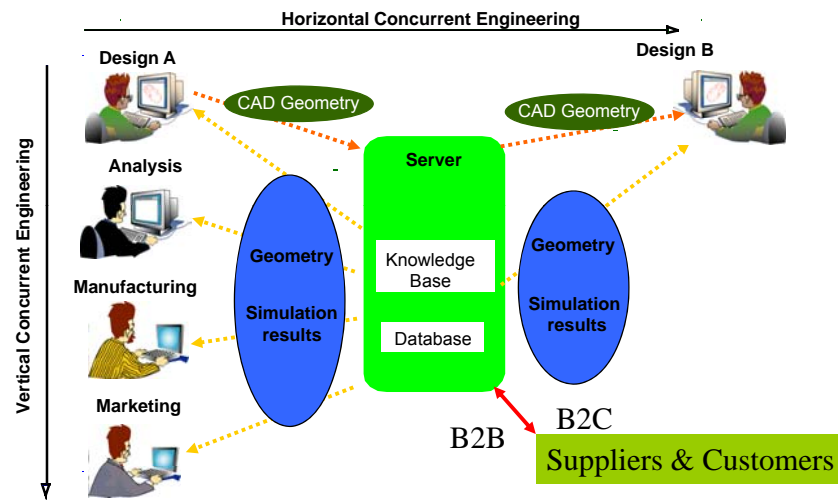 Horizontal Concurrent Engineering
Design A
Design B
CAD Geometry
CAD Geometry
Server
Analysis
Vertical Concurrent Engineering
Geometry
Simulation
results
Knowledge
Base
Database
Geometry
Simulation
results
Manufacturing
Marketing
B2B
B2C
Suppliers & Customers